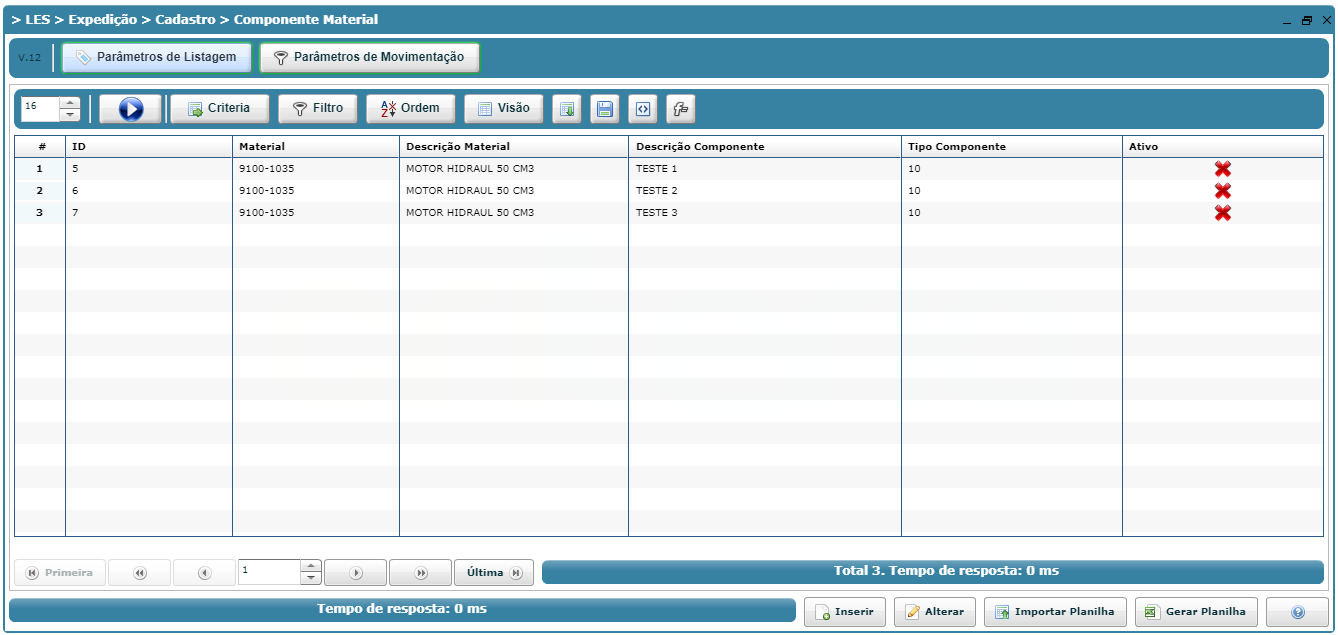 > LES > Expedição > Cadastro > Componente Material
V.12 Parâmetros de Listagem Parâmetros de Movimentação
16 Criteria Filtro Ordem Visão
# ID Material Descrição Material Descrição Componente Tipo Componente Ativo
1 5 9100-1035 MOTOR HIDRAUL 50 CM3 TESTE 1 10
2 6 9100-1035 MOTOR HIDRAUL 50 CM3 TESTE 2 10
3 7 9100-1035 MOTOR HIDRAUL 50 CM3 TESTE 3 10
Primeira 1 Última Total 3. Tempo de resposta: 0 ms
Tempo de resposta: 0 ms Inserir Alterar Importar Planilha Gerar Planilha